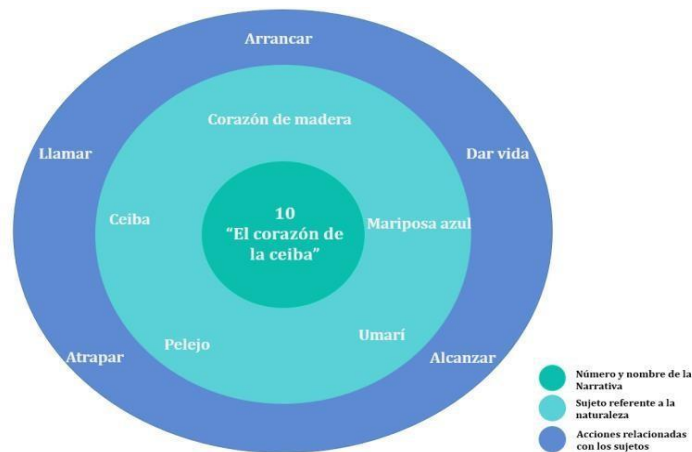 Arrancar
Corazón de madera
Llamar
Dar vida
10
Ceiba
Mariposa azul
“El corazón de
la ceiba”
Pelejo
Umarí
Atrapar
Alcanzar
Número y nombre de la
Narrativa
Sujeto referente a la
naturaleza
Acciones relacionadas
con los sujetos